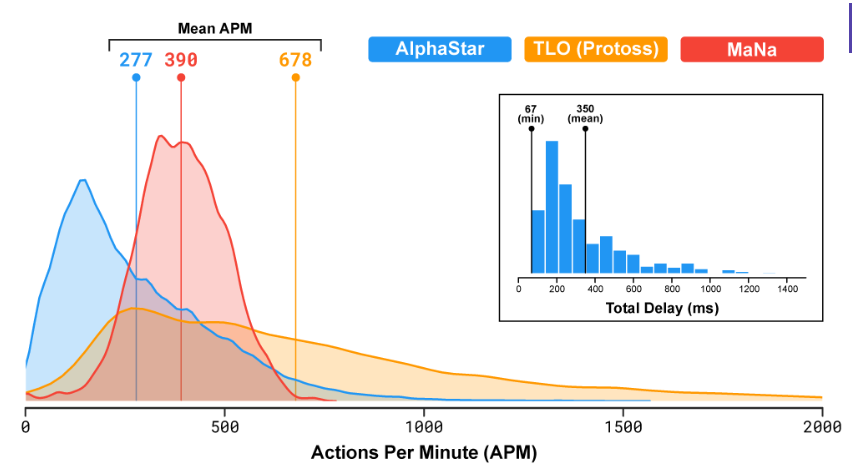 Mean APM
277 390 678
AlphaStar
TLO (Protoss)
MaNa
67
(min)
350
(mean)
0 200 400 600 800 1000 1200 1400
Total Delay (ms)
0 500 1000 1500 2000
Actions Per Minute (APM)